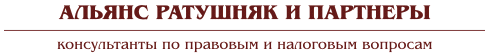 АЛЬЯНС РАТУШНЯК И ПАРТНЕРЫ
консультанты по правовым и налоговым вопросам